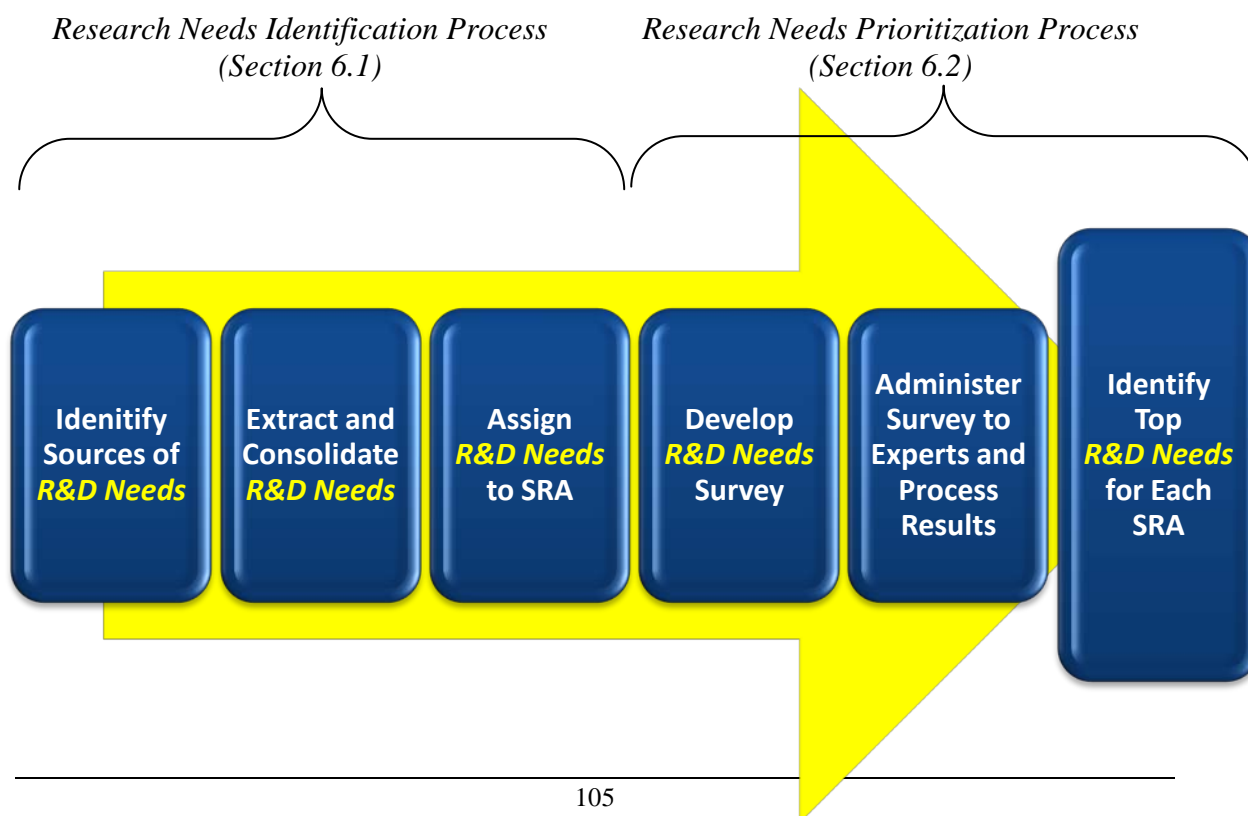 Research Needs Identification Process
(Section 6.1)
Research Needs Prioritization Process
(Section 6.2)
Idenitify
Sources of
R&D Needs
Extract and
Consolidate
R&D Needs
Assign
R&D Needs
to SRA
Develop
R&D Needs
Survey
Administer
Survey to
Experts and
Process
Results
Identify
Top
R&D Needs
for Each
SRA
105